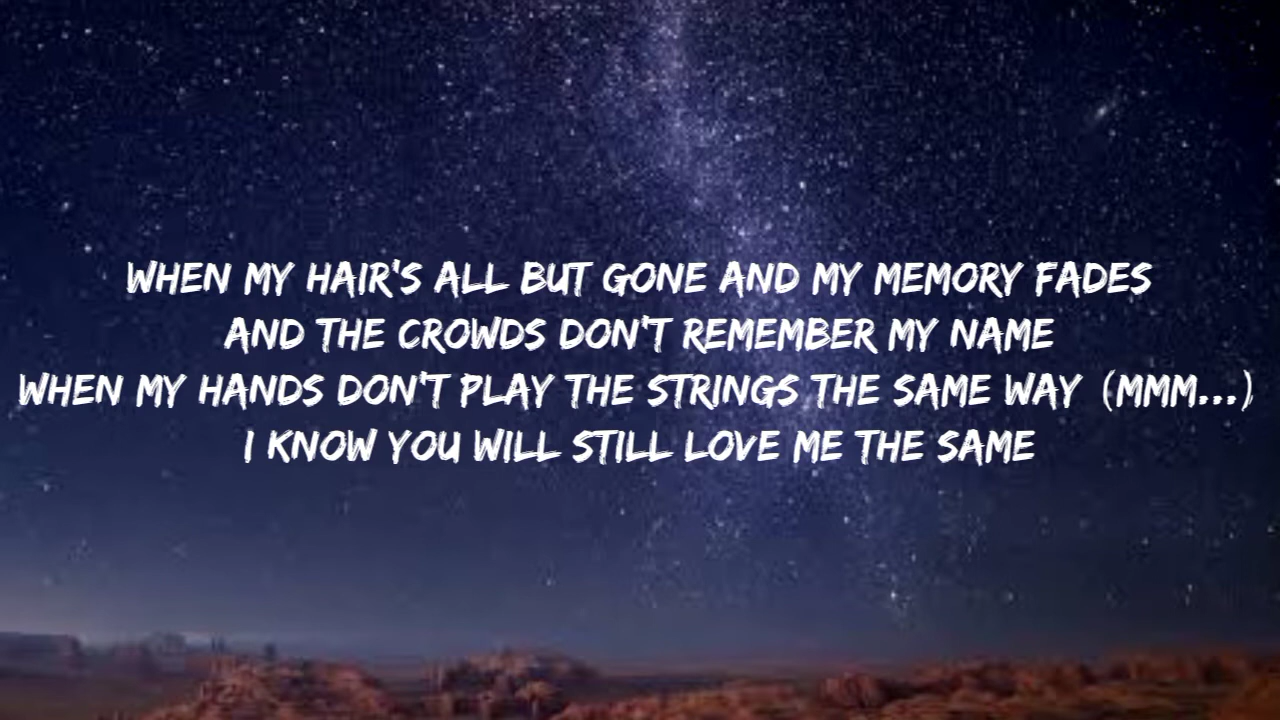 WHEN MY HAIR'S ALL BUT GONE AND MY MEMORY FADES
AND THE CROWDS DON'T REMEMBER MY NAME
WHEN MY HANDS DON'T PLAY THE STRINGS THE SAME WAY (MMM...)
I KNOW YOU WILL STILL LOVE ME THE SAME